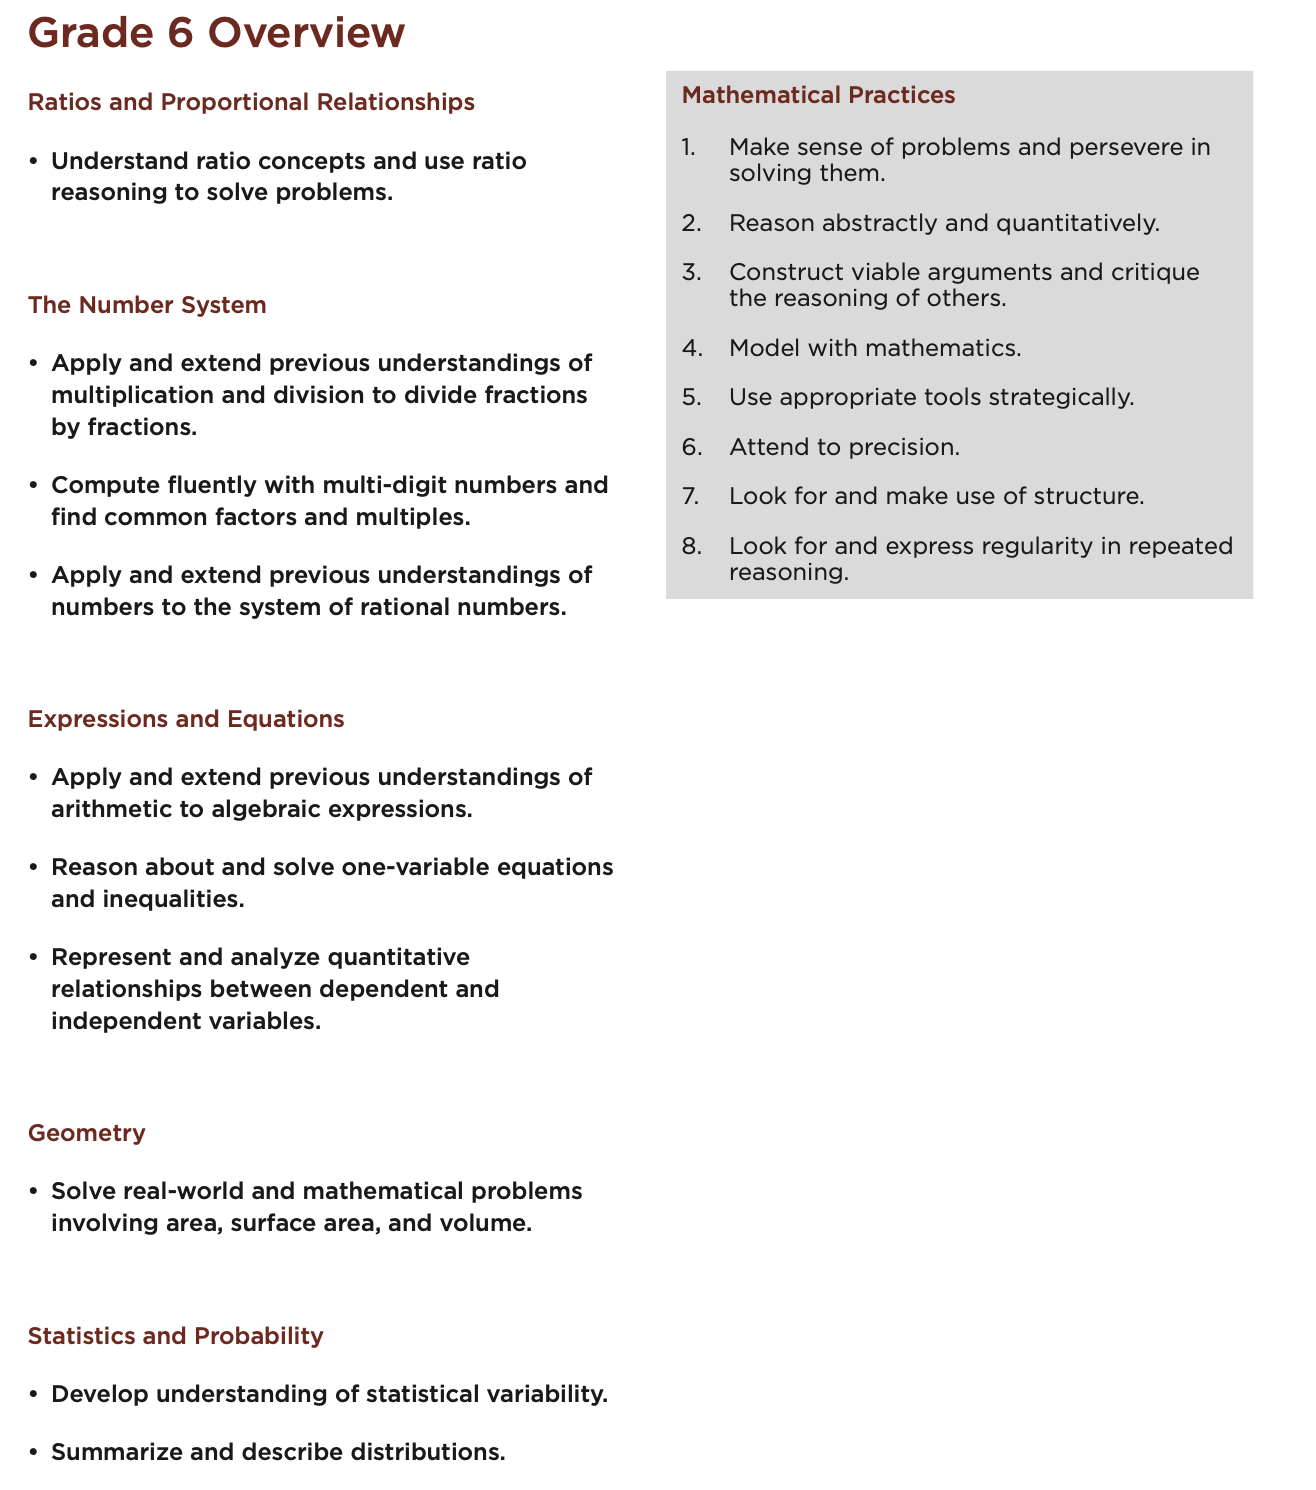 Grade 6 Overview
Ratios and Proportional Relationships
• Understand ratio concepts and use ratio
reasoning to solve problems.
The Number System
• Apply and extend previous understandings of
multiplication and division to divide fractions
by fractions.
• Compute fluently with multi-digit numbers and
find common factors and multiples.
• Apply and extend previous understandings of
numbers to the system of rational numbers.
Expressions and Equations
• Apply and extend previous understandings of
arithmetic to algebraic expressions.
• Reason about and solve one-variable equations
and inequalities.
• Represent and analyze quantitative
relationships between dependent and
independent variables.
Geometry
• Solve real-world and mathematical problems
involving area, surface area, and volume.
Statistics and Probability
• Develop understanding of statistical variability.
• Summarize and describe distributions.
Mathematical Practices
1. Make sense of problems and persevere in
solving them.
2. Reason abstractly and quantitatively.
3. Construct viable arguments and critique
the reasoning of others.
4. Model with mathematics.
5. Use appropriate tools strategically.
6. Attend to precision.
7. Look for and make use of structure.
8. Look for and express regularity in repeated
reasoning.